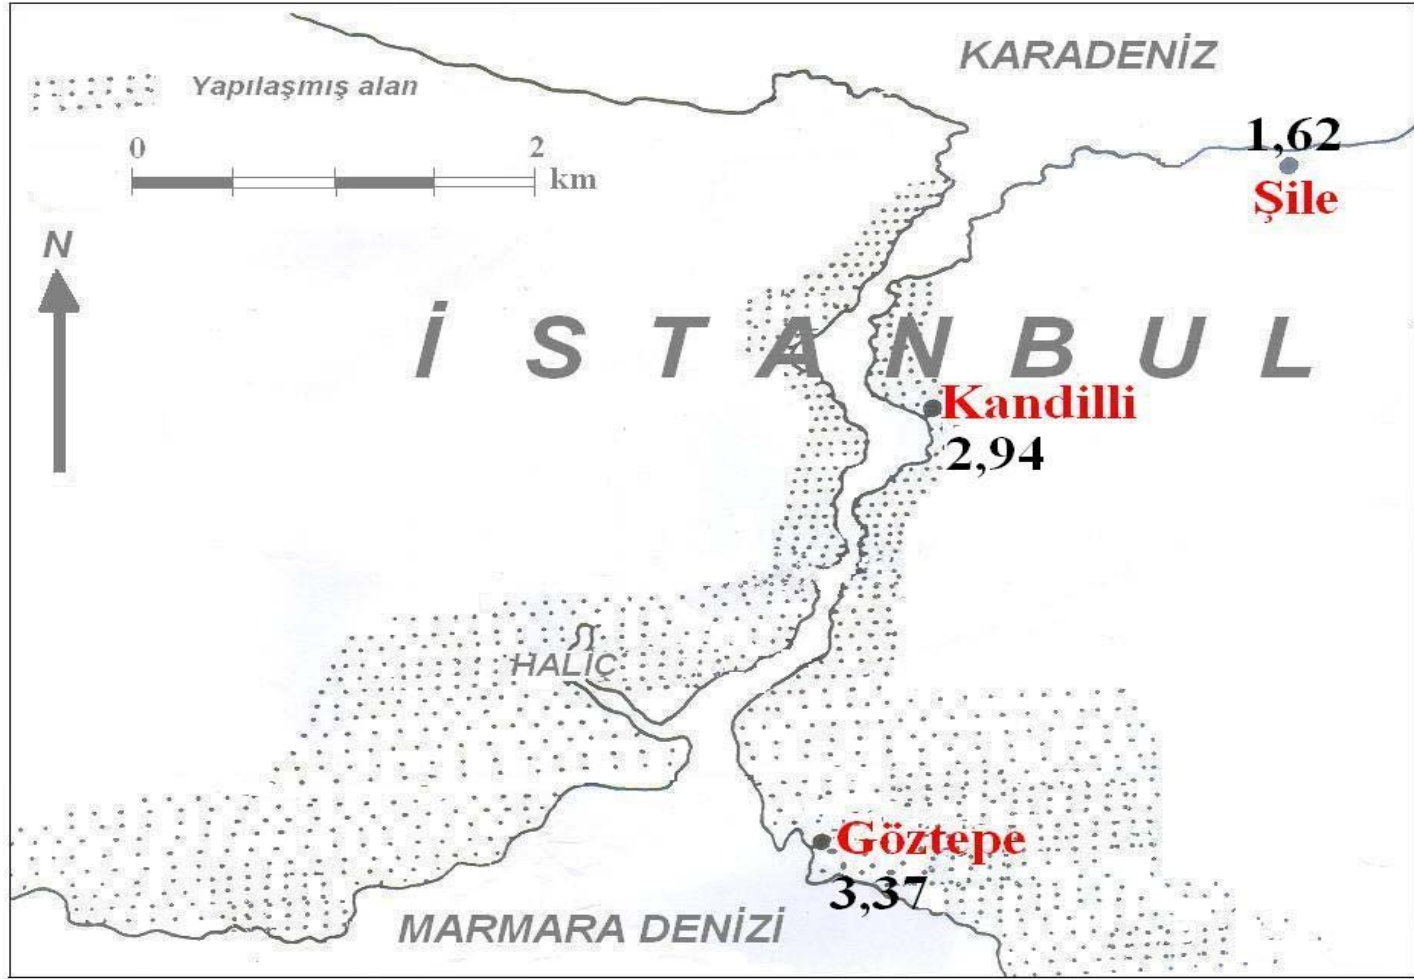 KARADENİZ
Yapılaşmış alan
1,62
0 2
km
Şile
N
İSTANBUL
Kandilli
2,94
HALİÇ
Göztepe
3,37
MARMARA DENİZİ